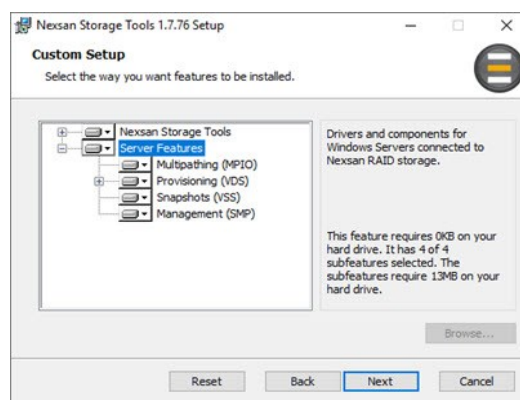 Nexsan Storage Tools 1.7.76 Setup
Custom Setup
Select the way you want features to be installed.
Nexsan Storage Tools
Server Features
Multipathing (MPIO)
Provisioning (VDS)
Snapshots (VSS)
Management (SMP)
Drivers and components for
Windows Servers connected to
Nexsan RAID storage.
This feature requires 0KB on your
hard drive. It has 4 of 4
subfeatures selected. The
subfeatures require 13MB on your
hard drive.
Browse...
Reset Back Next Cancel